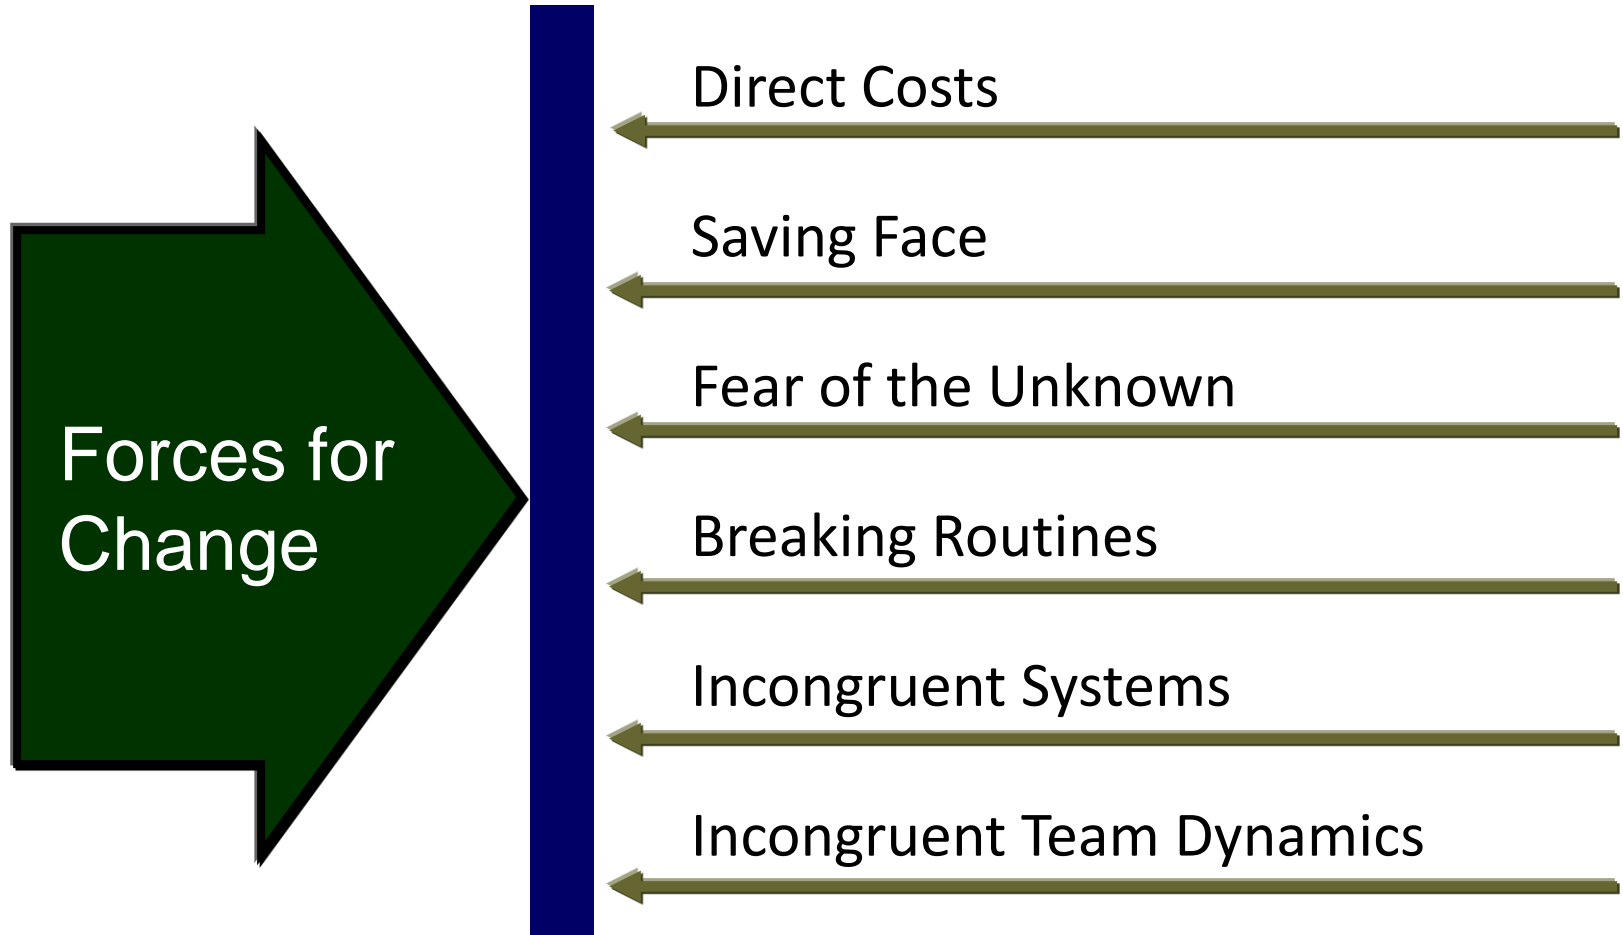 Forces for
Change
Direct Costs
Saving Face
Fear of the Unknown
Breaking Routines
Incongruent Systems
Incongruent Team Dynamics